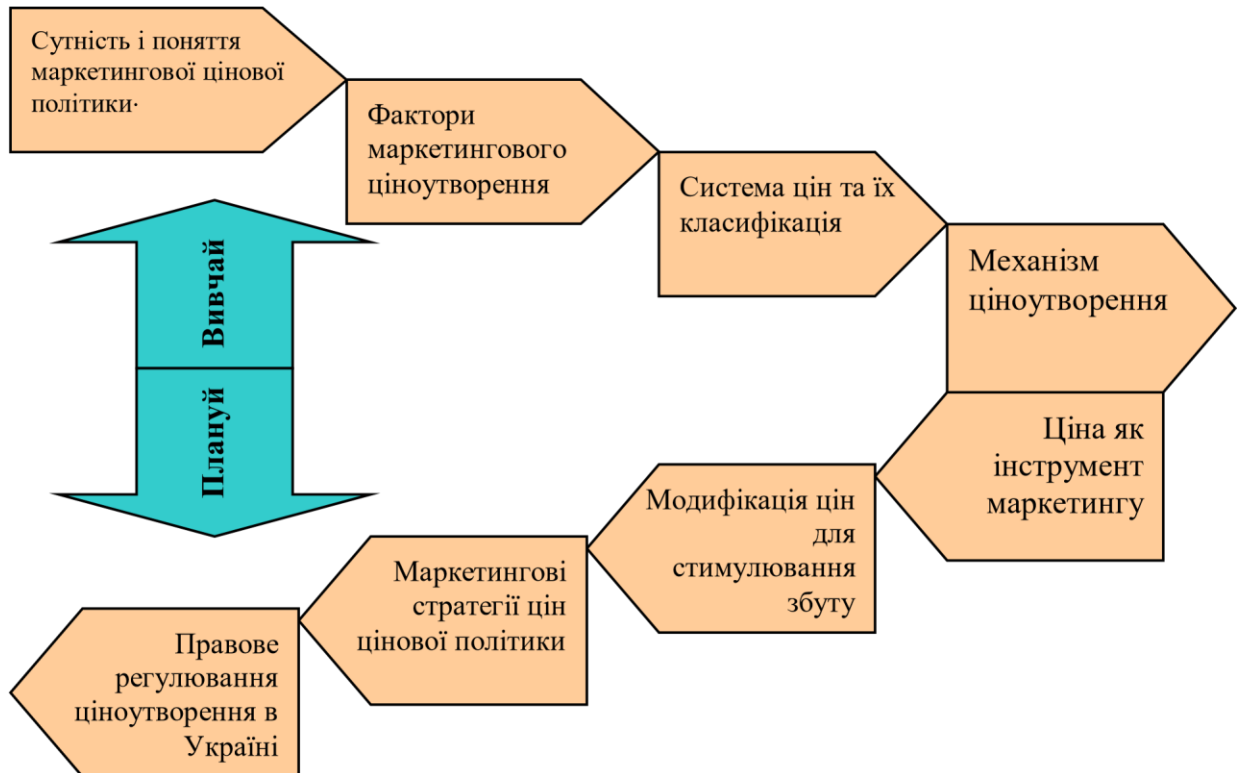 Сутність і поняття
маркетингової цінової
політики·
Фактори
маркетингового
ціноутворення
Система цін та їх
класифікація
Механізм
ціноутворення
Вивчай
Плануй
Ціна як
інструмент
маркетингу
Модифікація цін
для
стимулювання
збуту
Маркетингові
стратегії цін
цінової політики
Правове
регулювання
ціноутворення в
Україні